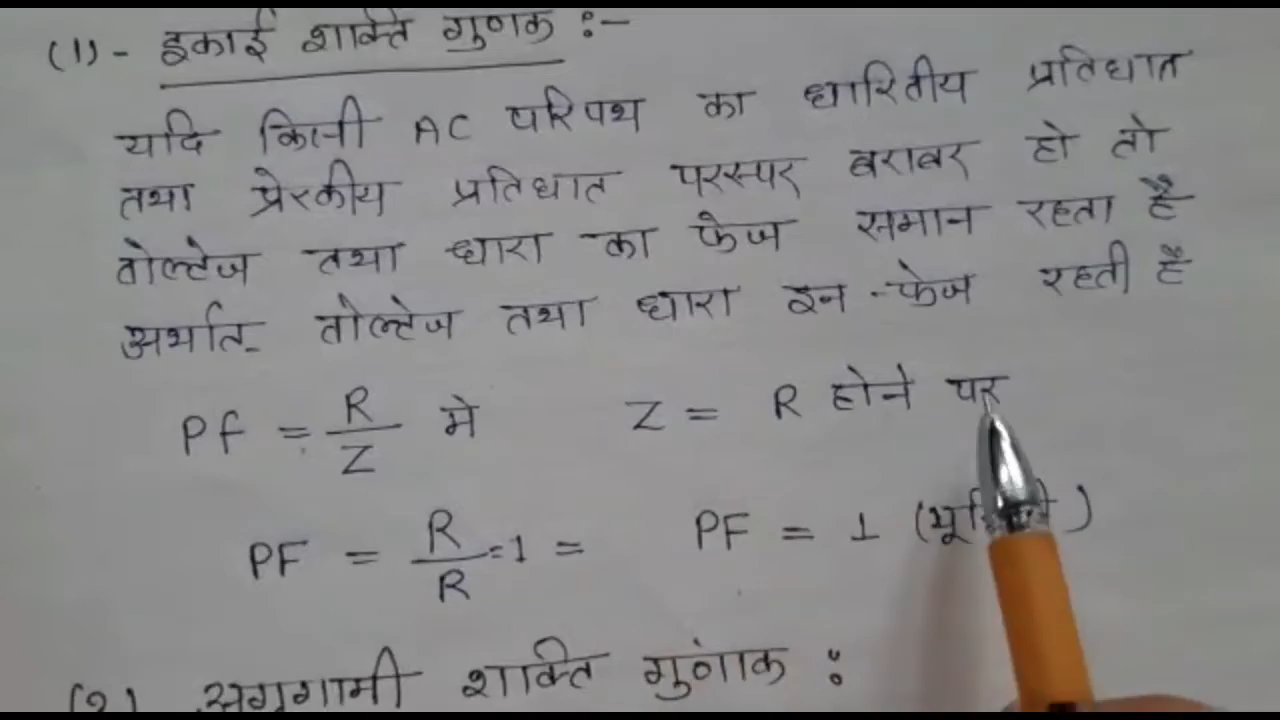 (1)- इकाई शक्ति गुणक :-
यदि किसी AC परिपथ का धारितीय प्रतिघात
तथा प्रेरकीय प्रतिघात परस्पर बराबर हो तो
वोल्टेज तथा धारा का फेज समान रहता है
अर्थात- वोल्टेज तथा धारा इन-फेज रहती है
Pf = R/Z मे Z = R होने पर
PF = R/R = 1 = PF = 1
(2) अग्रगामी शक्ति गुणांक :